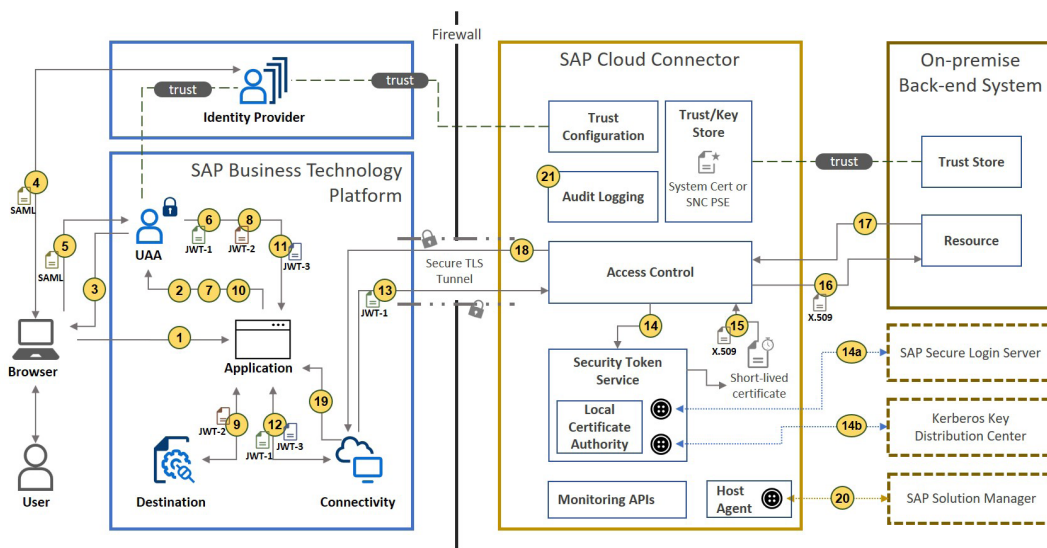 Firewall
SAP Cloud Connector
On-premise
Back-end System
trust
trust
Identity Provider
Trust
Configuration
Trust/Key
Store
System Cert or
SNC PSE
trust
Trust Store
SAP Business Technology
Platform
4
SAML
21
Audit Logging
5
SAML
UAA
6
JWT-1
8
JWT-2
11
JWT-3
17
Resource
18
Secure TLS
Tunnel
Access Control
3
2
7
10
13
JWT-1
16
X.509
1
Browser
Application
14
15
X.509
14a
SAP Secure Login Server
Security Token
Service
Short-lived
certificate
Local
Certificate
Authority
19
JWT-2
9
12
JWT-1
JWT-3
14b
Kerberos Key
Distribution Center
User
Destination
Connectivity
Monitoring APIs
Host
Agent
20
SAP Solution Manager